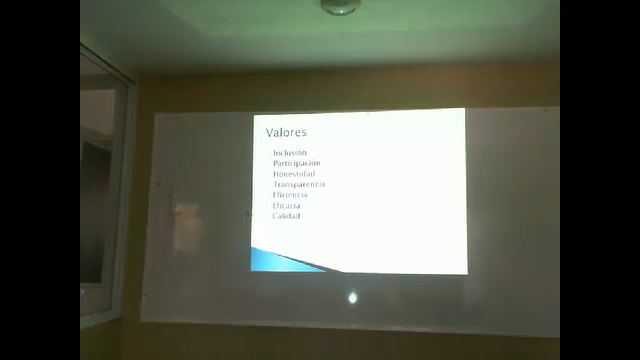 Valores
Inclusión
Participación
Honestidad
Transparencia
Eficiencia
Eficacia
Calidad